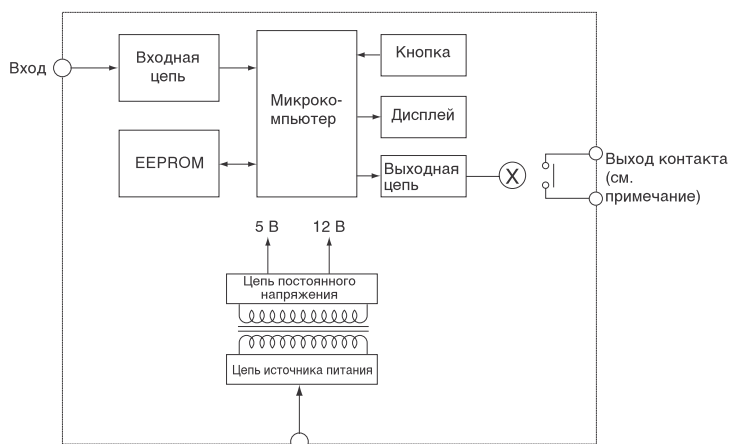 Вход
Входная
цепь
Микроко-
мпьютер
Кнопка
Дисплей
EEPROM
Выходная
цепь
X
Выход контакта
(см.
примечание)
5 В
12 В
Цепь постоянного
напряжения
Цепь источника питания